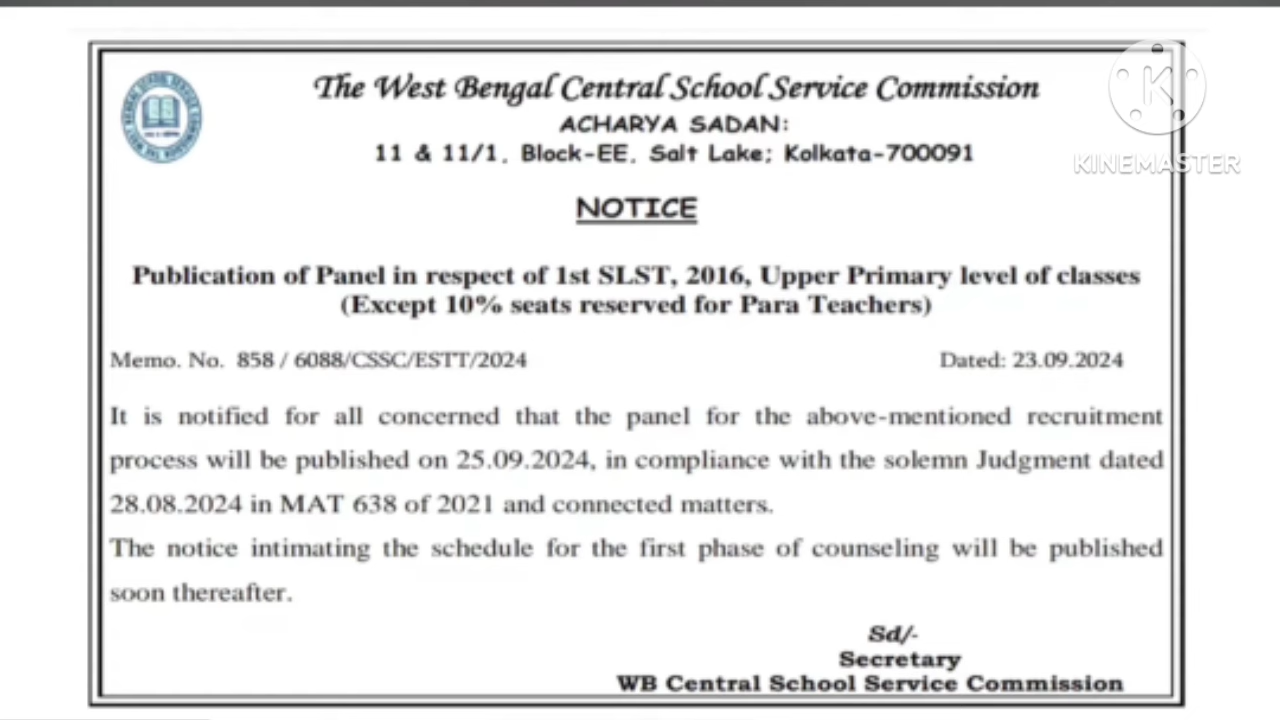 The West Bengal Central School Service Commission
ACHARYA SADAN:
11 & 11/1, Block-EE, Salt Lake; Kolkata-700091
KINEMASTER
NOTICE
Publication of Panel in respect of 1st SLST, 2016, Upper Primary level of classes
(Except 10% seats reserved for Para Teachers)
Memo. No. 858 / 6088/CSSC/ESTT/2024 Dated: 23.09.2024
It is notified for all concerned that the panel for the above-mentioned recruitment
process will be published on 25.09.2024, in compliance with the solemn Judgment dated
28.08.2024 in MAT 638 of 2021 and connected matters.
The notice intimating the schedule for the first phase of counseling will be published
soon thereafter.
Sd/-
Secretary
WB Central School Service Commission